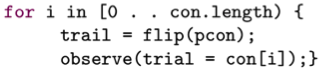 for i in [0 . . con.length) {
trail = flip(pcon);
observe(trial = con[i]);}